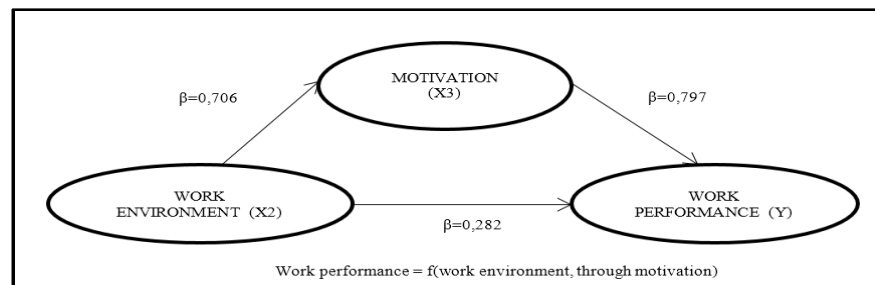 MOTIVATION
(X3)
β=0,706
β=0,797
WORK
ENVIRONMENT (X2)
WORK
PERFORMANCE (Y)
β=0,282
Work performance = f(work environment, through motivation)